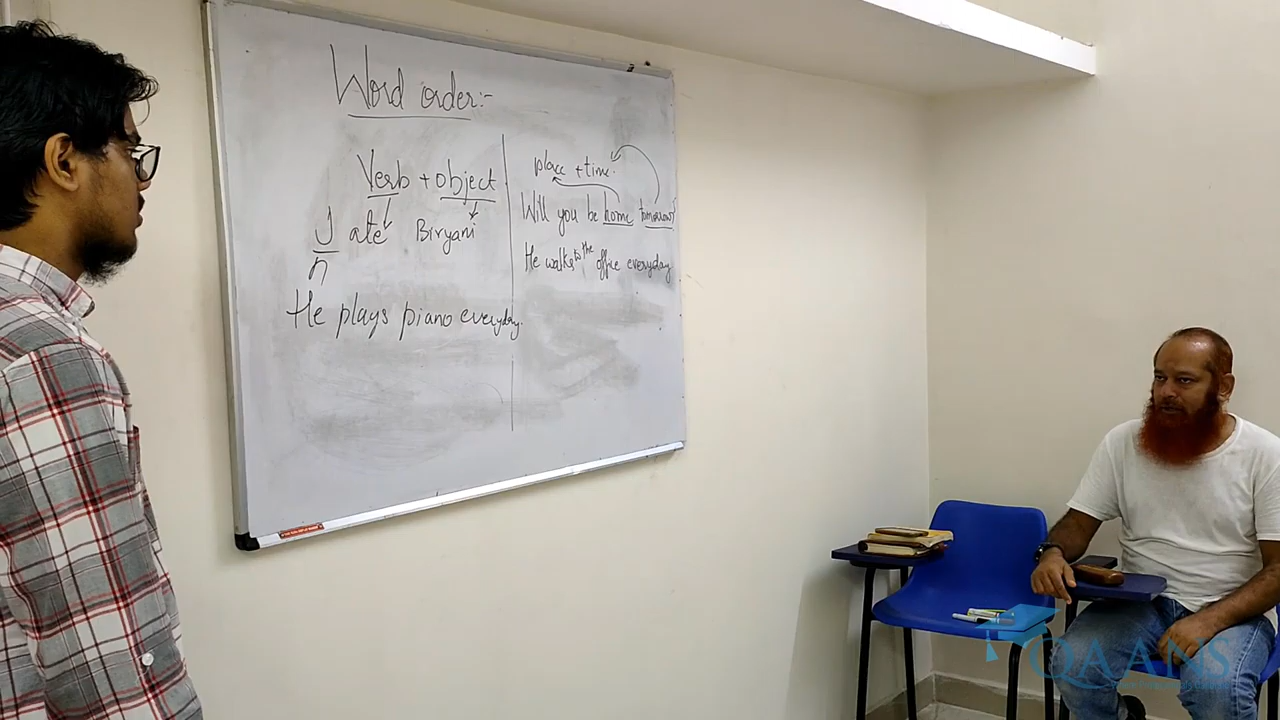 Word order:-
Verb + object
I ate Biryani
n
He plays piano everyday.
place + time.
Will you be home tomorrow?
He walks to the office everyday
QAANS